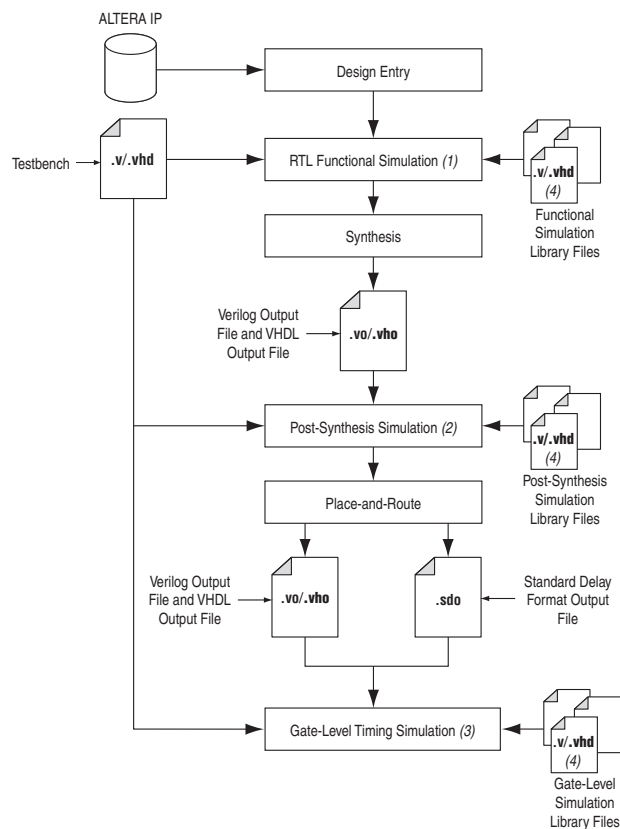 ALTERA IP
Design Entry
Testbench
.v/.vhd
RTL Functional Simulation (1)
.v/.vhd
(4)
Functional
Simulation
Library Files
Synthesis
Verilog Output
File and VHDL
Output File
.vo/.vho
Post-Synthesis Simulation (2)
.v/.vhd
(4)
Post-Synthesis
Simulation
Library Files
Place-and-Route
Verilog Output
File and VHDL
Output File
.vo/.vho
.sdo
Standard Delay
Format Output
File
Gate-Level Timing Simulation (3)
.v/.vhd
(4)
Gate-Level
Simulation
Library Files